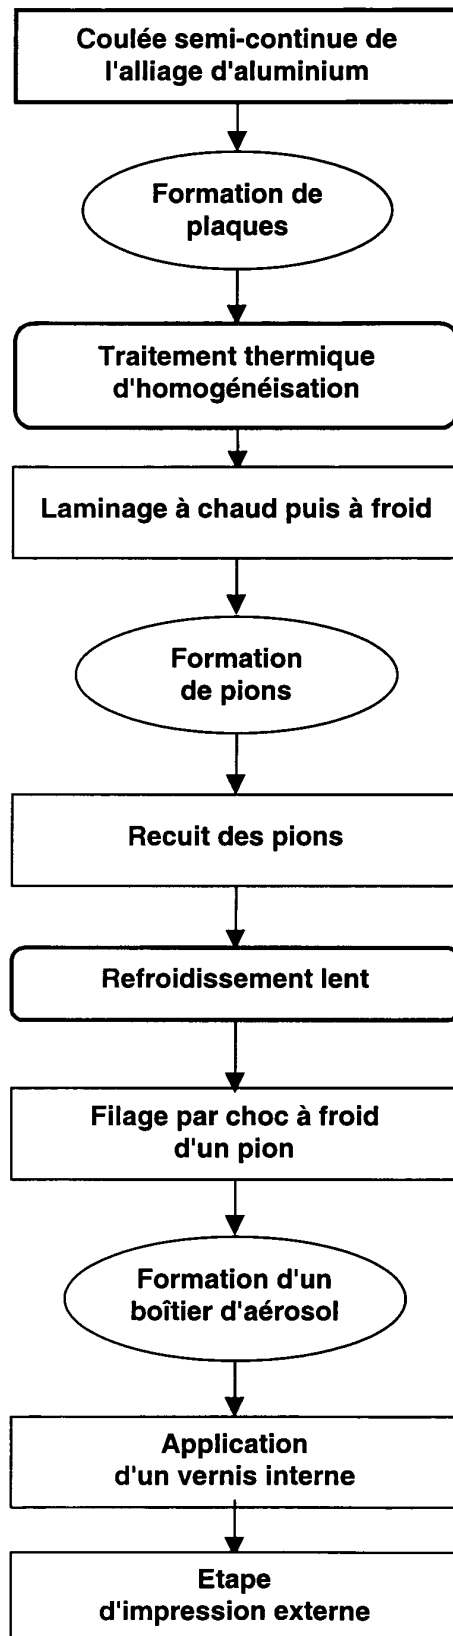 Coulée semi-continue de
l'alliage d'aluminium
Formation de
plaques
Traitement thermique
d'homogénéisation
Laminage à chaud puis à froid
Formation
de pions
Recuit des pions
Refroidissement lent
Filage par choc à froid
d'un pion
Formation d'un
boîtier d'aérosol
Application
d'un vernis interne
Etape
d'impression externe